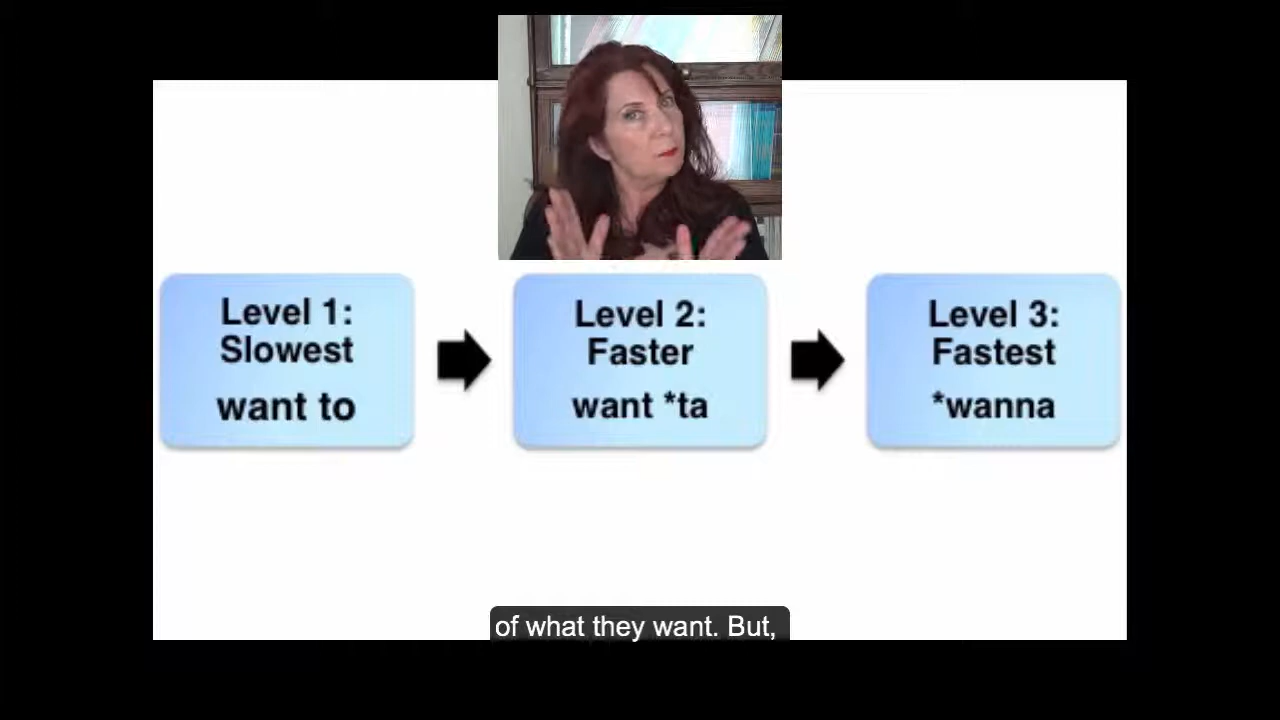 Level 1:
Slowest
want to
Level 2:
Faster
want *ta
Level 3:
Fastest
*wanna
of what they want. But,